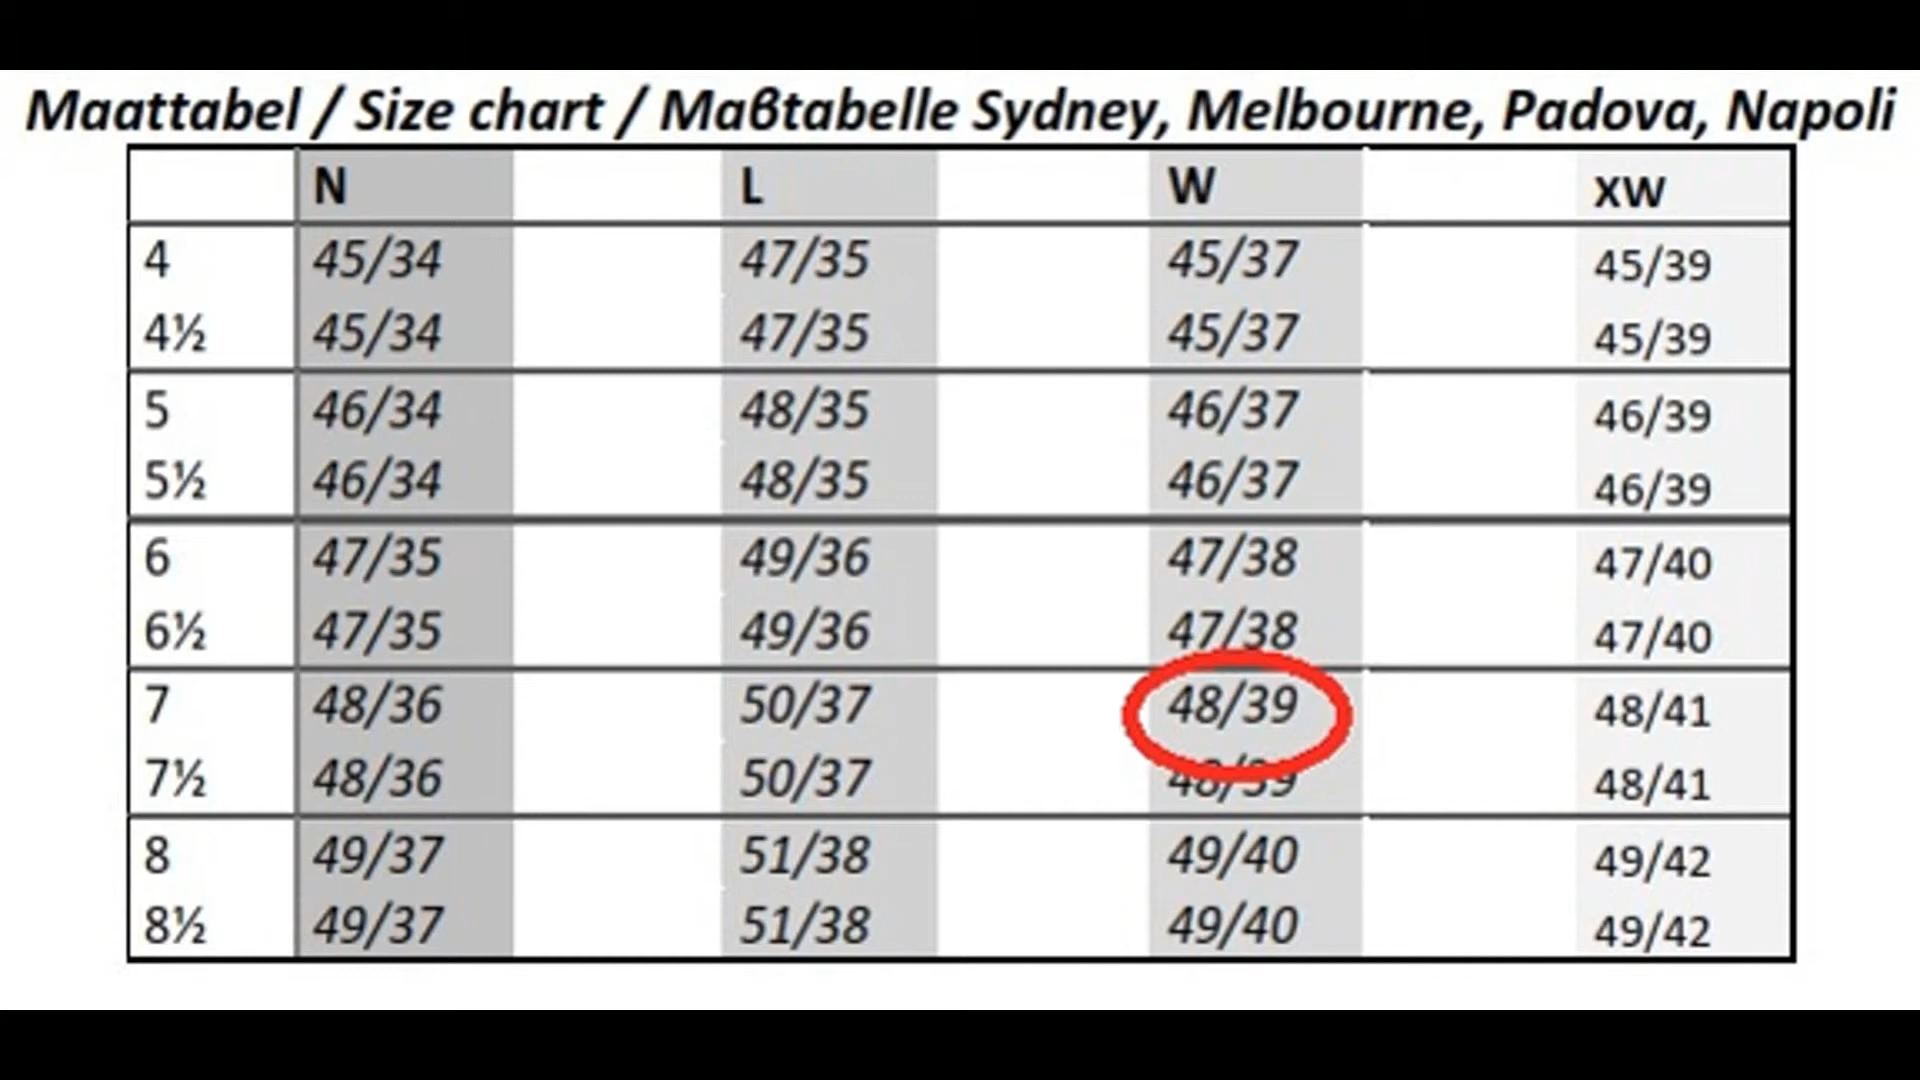 Maattabel / Size chart / Maβtabelle Sydney, Melbourne, Padova, Napoli
N L W XW
4 45/34 47/35 45/37 45/39
4½ 45/34 47/35 45/37 45/39
5 46/34 48/35 46/37 46/39
5½ 46/34 48/35 46/37 46/39
6 47/35 49/36 47/38 47/40
6½ 47/35 49/36 47/38 47/40
7 48/36 50/37 48/39 48/41
7½ 48/36 50/37 48/39 48/41
8 49/37 51/38 49/40 49/42
8½ 49/37 51/38 49/40 49/42